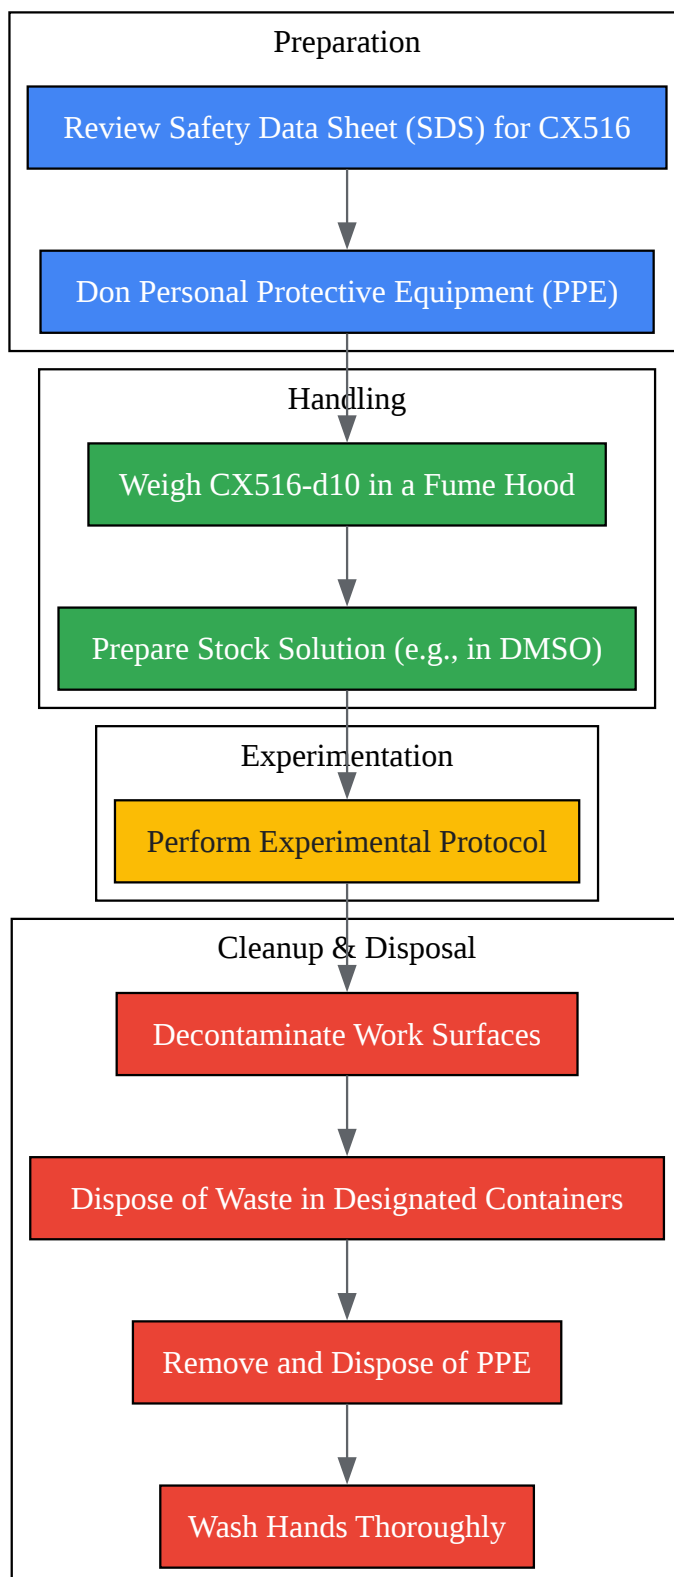 Preparation
Review Safety Data Sheet (SDS) for CX516
Don Personal Protective Equipment (PPE)
Handling
Weigh CX516-d10 in a Fume Hood
Prepare Stock Solution (e.g., in DMSO)
Experimentation
Perform Experimental Protocol
Cleanup & Disposal
Decontaminate Work Surfaces
Dispose of Waste in Designated Containers
Remove and Dispose of PPE
Wash Hands Thoroughly